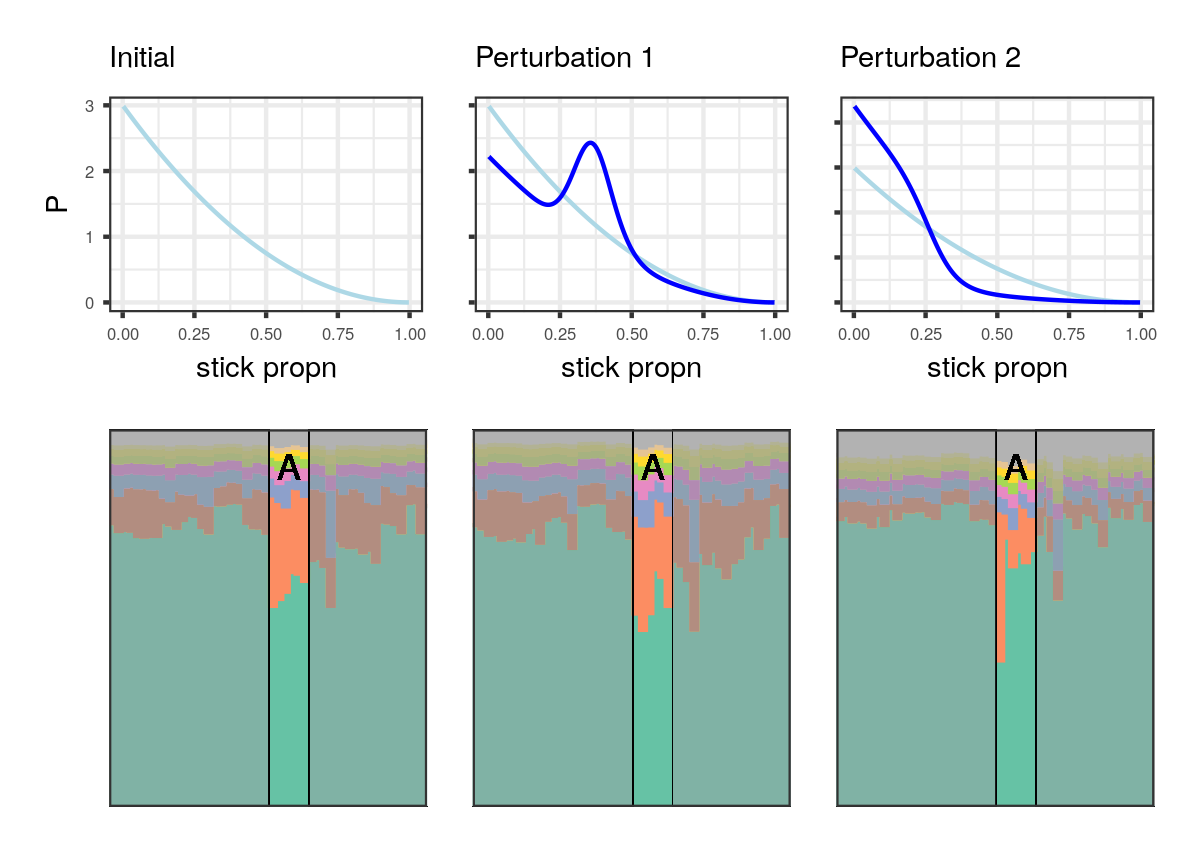 Initial Perturbation 1 Perturbation 2
P
3
2
1
0
0.00 0.25 0.50 0.75 1.00 0.00 0.25 0.50 0.75 1.00 0.00 0.25 0.50 0.75 1.00
stick propn stick propn stick propn
A A A